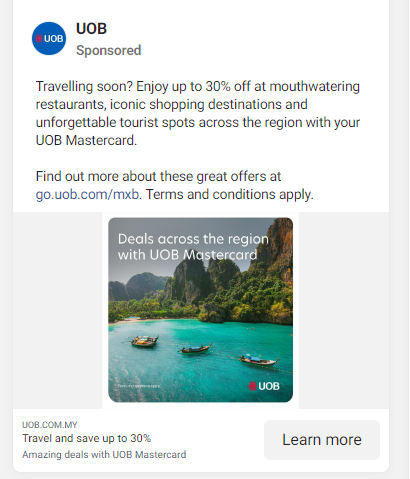 UOB
UOB
Sponsored
Travelling soon? Enjoy up to 30% off at mouthwatering
restaurants, iconic shopping destinations and
unforgettable tourist spots across the region with your
UOB Mastercard.
Find out more about these great offers at
go.uob.com/mxb. Terms and conditions apply.
Deals across the region
with UOB Mastercard
UOB
UOB.COM.MY
Travel and save up to 30%
Amazing deals with UOB Mastercard
Learn more